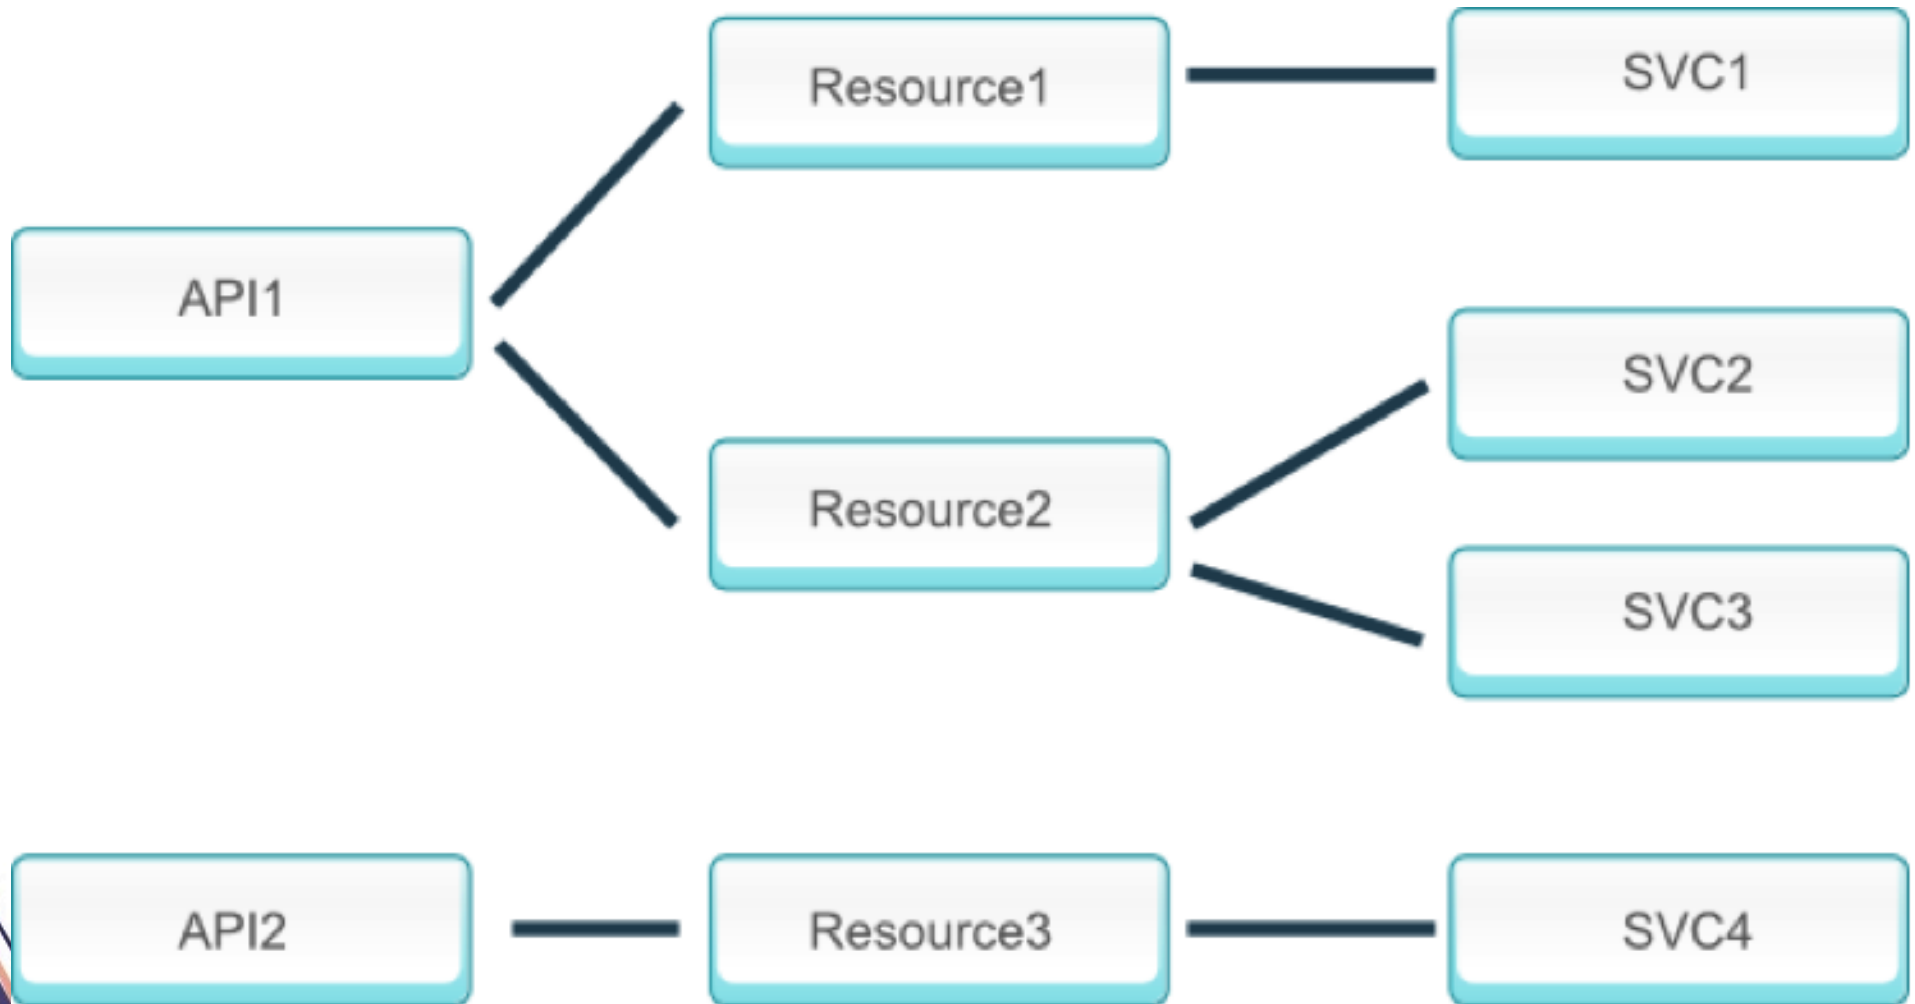 Resource1
SVC1
API1
SVC2
Resource2
SVC3
API2
Resource3
SVC4